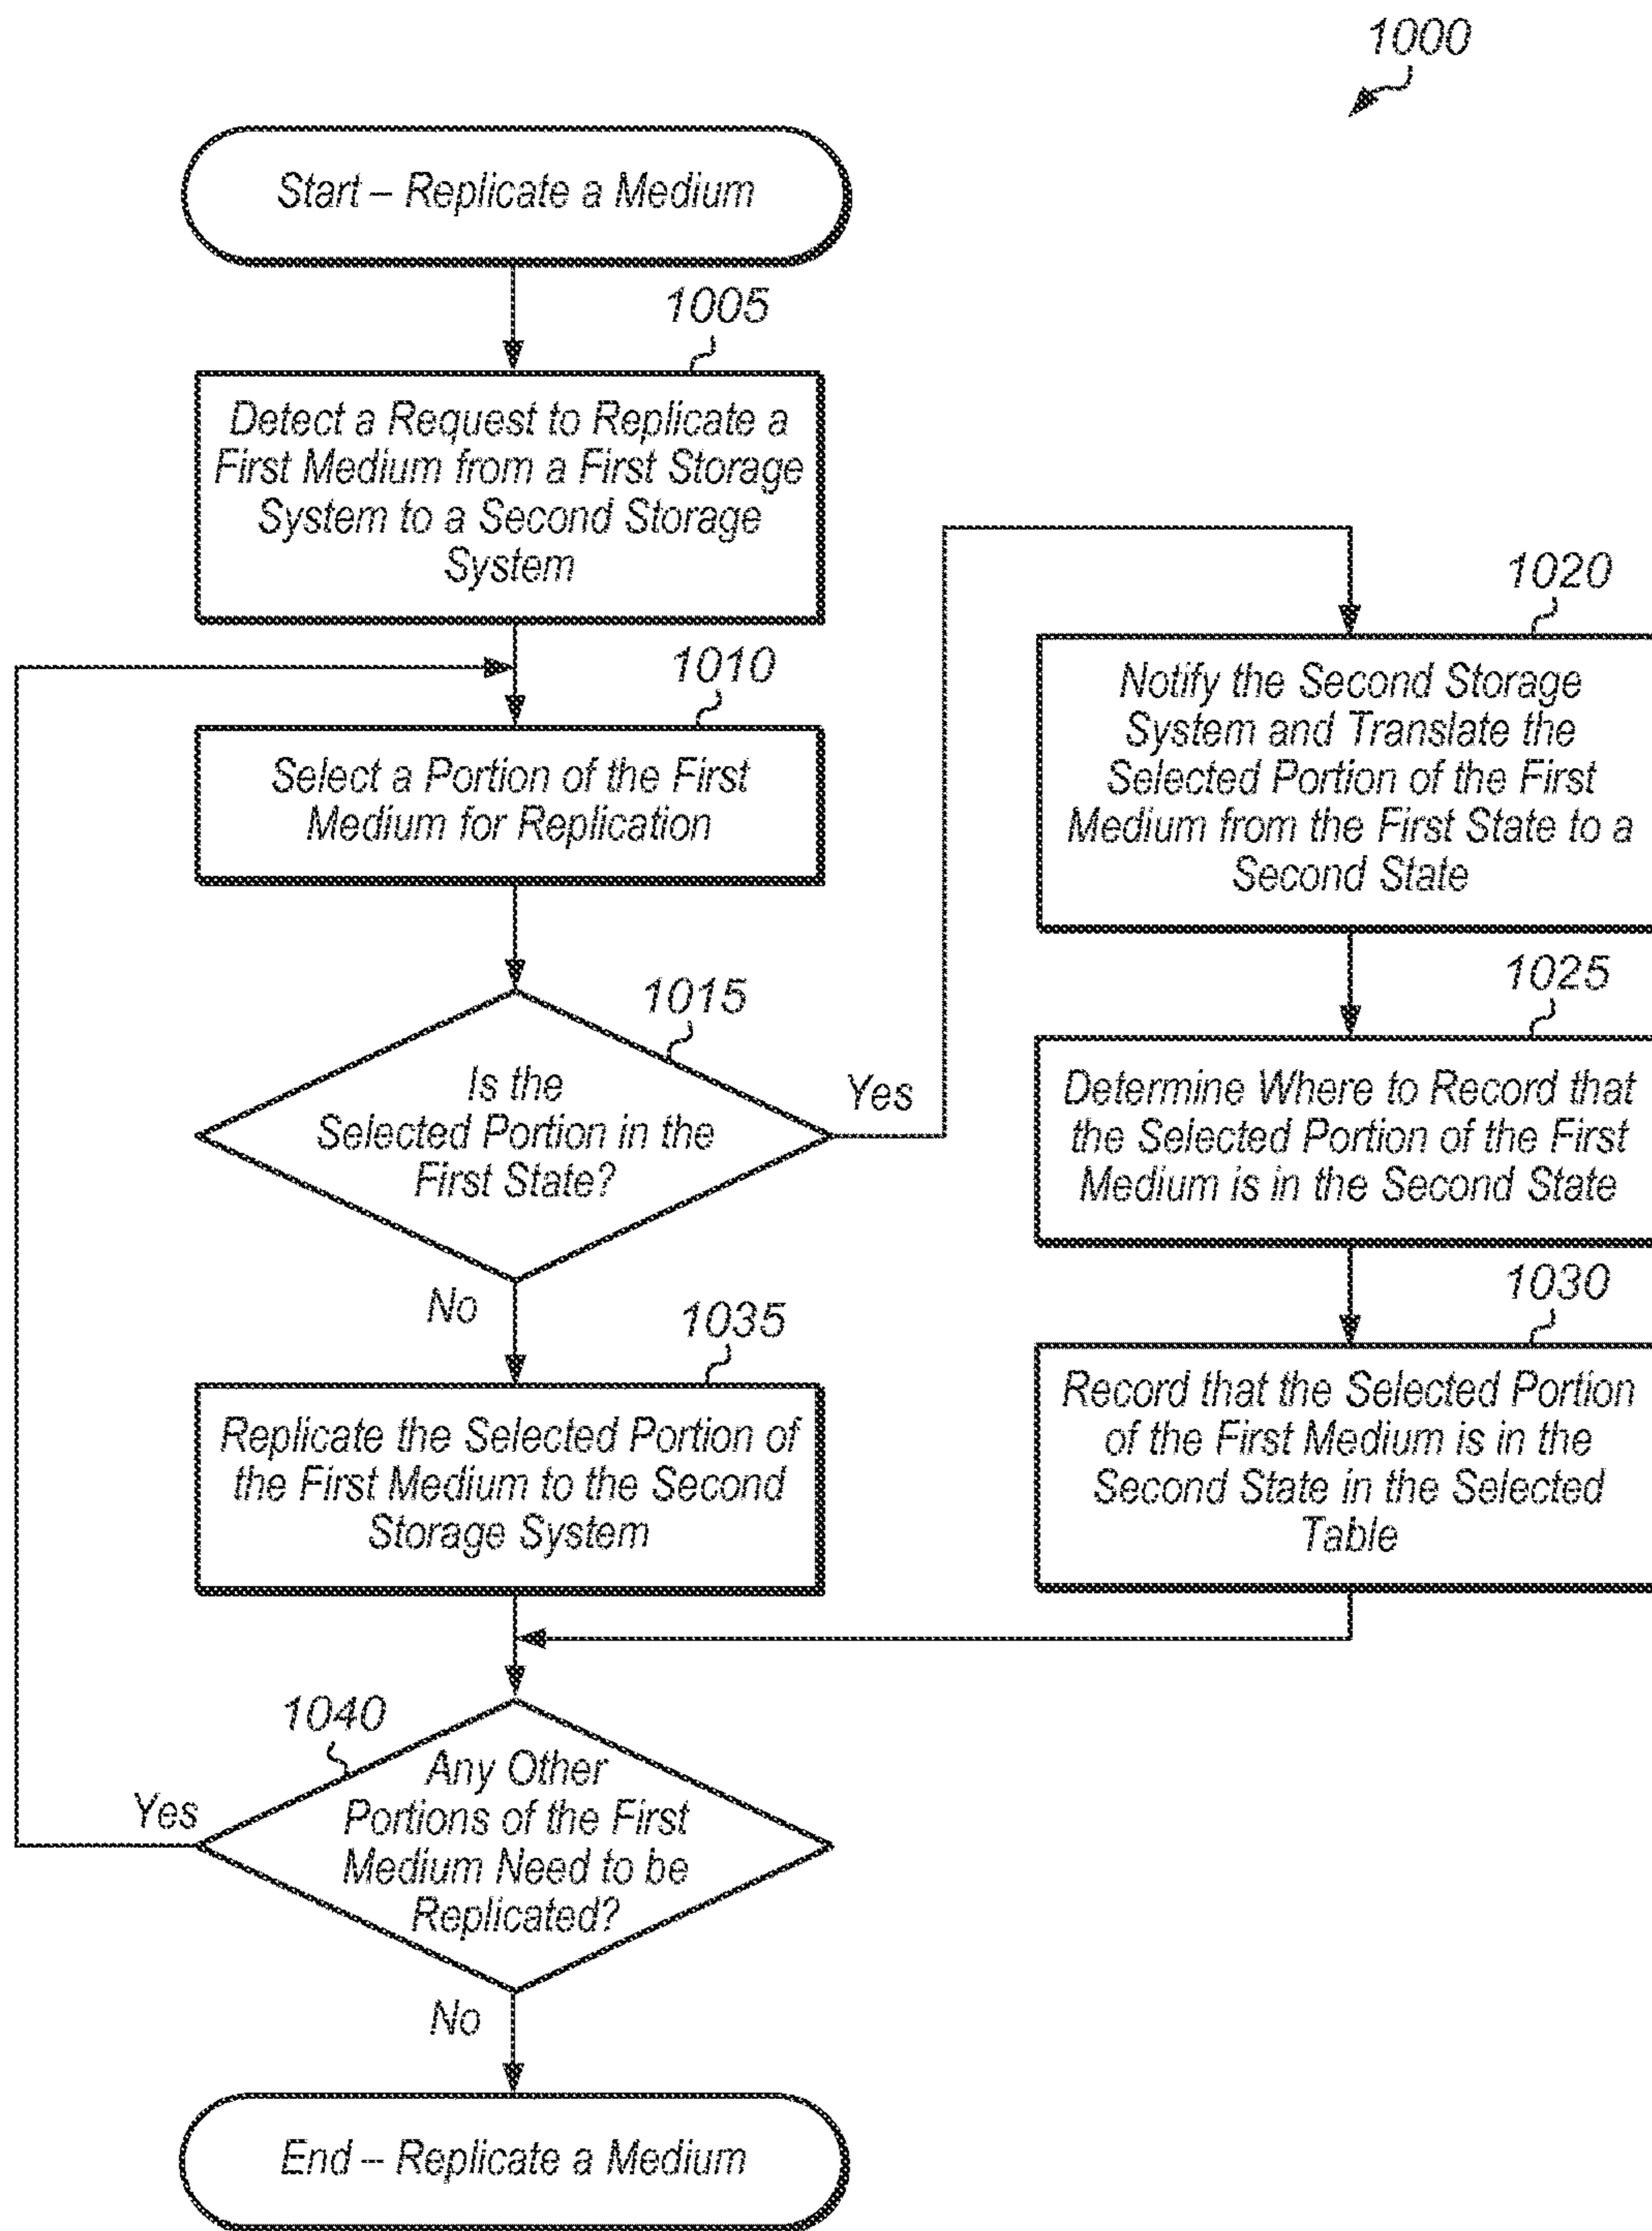 1000
Start – Replicate a Medium
1005
Detect a Request to Replicate a
First Medium from a First Storage
System to a Second Storage
System
1010
Select a Portion of the First
Medium for Replication
1015
Is the
Selected Portion in the
First State?
Yes
No
1020
Notify the Second Storage
System and Translate the
Selected Portion of the First
Medium from the First State to a
Second State
1025
Determine Where to Record that
the Selected Portion of the First
Medium is in the Second State
1030
Record that the Selected Portion
of the First Medium is in the
Second State in the Selected
Table
1035
Replicate the Selected Portion of
the First Medium to the Second
Storage System
1040
Any Other
Portions of the First
Medium Need to be
Replicated?
Yes
No
End -- Replicate a Medium